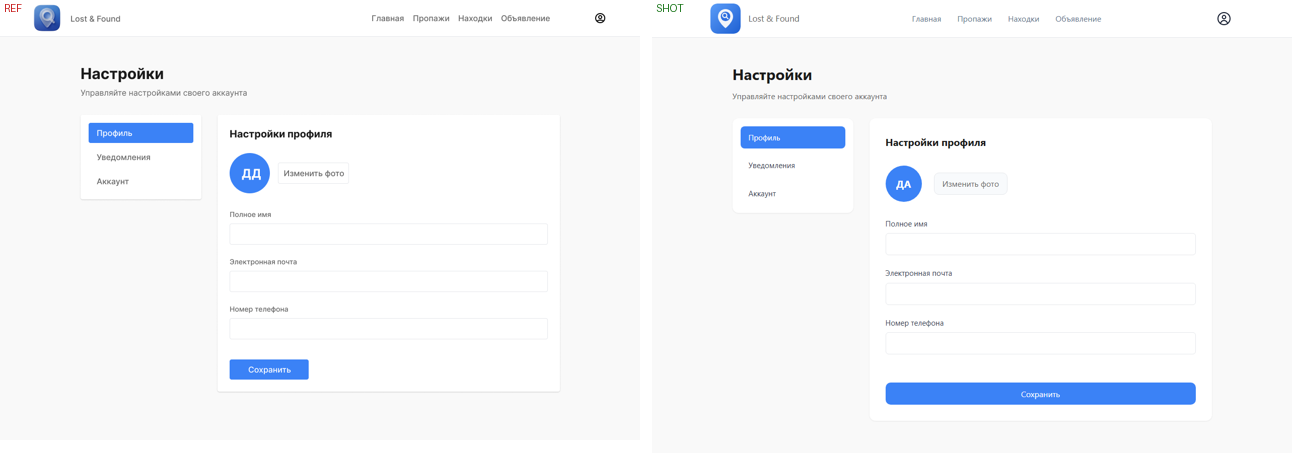 REF
Lost & Found
Главная Пропажи Находки Объявление
Настройки
Управляйте настройками своего аккаунта
Профиль
Уведомления
Аккаунт
Настройки профиля
ДД
Изменить фото
Полное имя
Электронная почта
Номер телефона
Сохранить
SHOT
Lost & Found
Главная Пропажи Находки Объявление
Настройки
Управляйте настройками своего аккаунта
Профиль
Уведомления
Аккаунт
Настройки профиля
ДА
Изменить фото
Полное имя
Электронная почта
Номер телефона
Сохранить